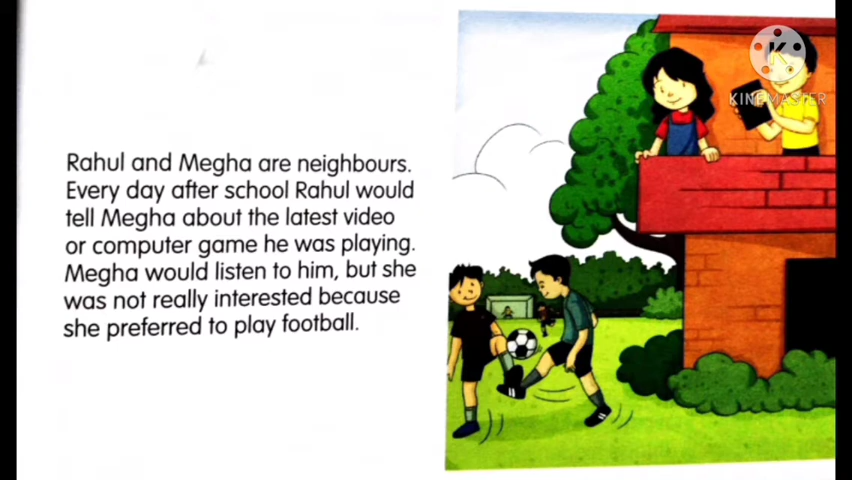 Rahul and Megha are neighbours.
Every day after school Rahul would
tell Megha about the latest video
or computer game he was playing.
Megha would listen to him, but she
was not really interested because
she preferred to play football.
K
KINEMASTER